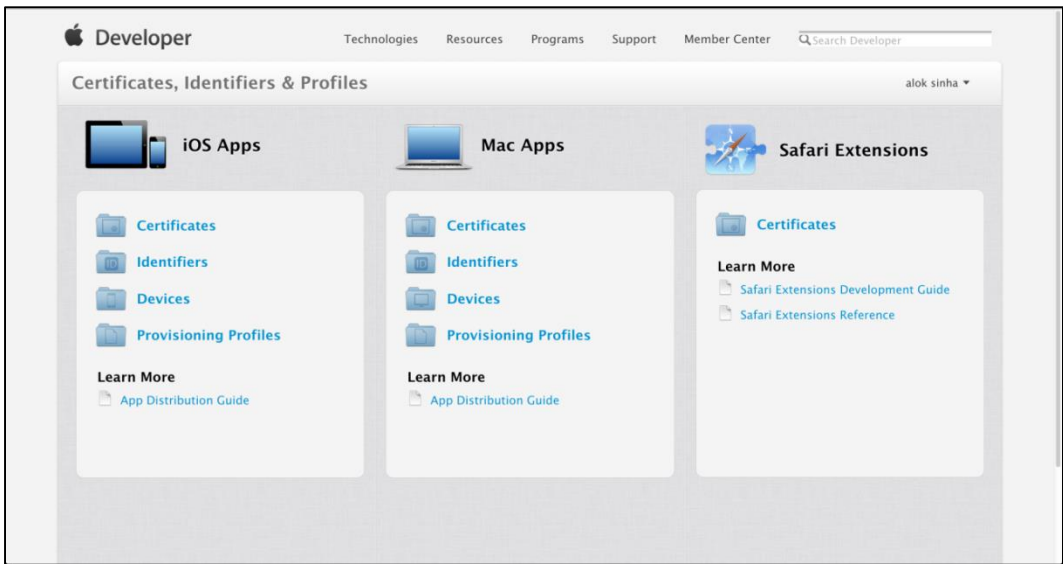 Developer
Technologies Resources Programs Support Member Center Search Developer
Certificates, Identifiers & Profiles
alok sinha
iOS Apps
Certificates
Identifiers
Devices
Provisioning Profiles
Learn More
App Distribution Guide
Mac Apps
Certificates
Identifiers
Devices
Provisioning Profiles
Learn More
App Distribution Guide
Safari Extensions
Certificates
Learn More
Safari Extensions Development Guide
Safari Extensions Reference